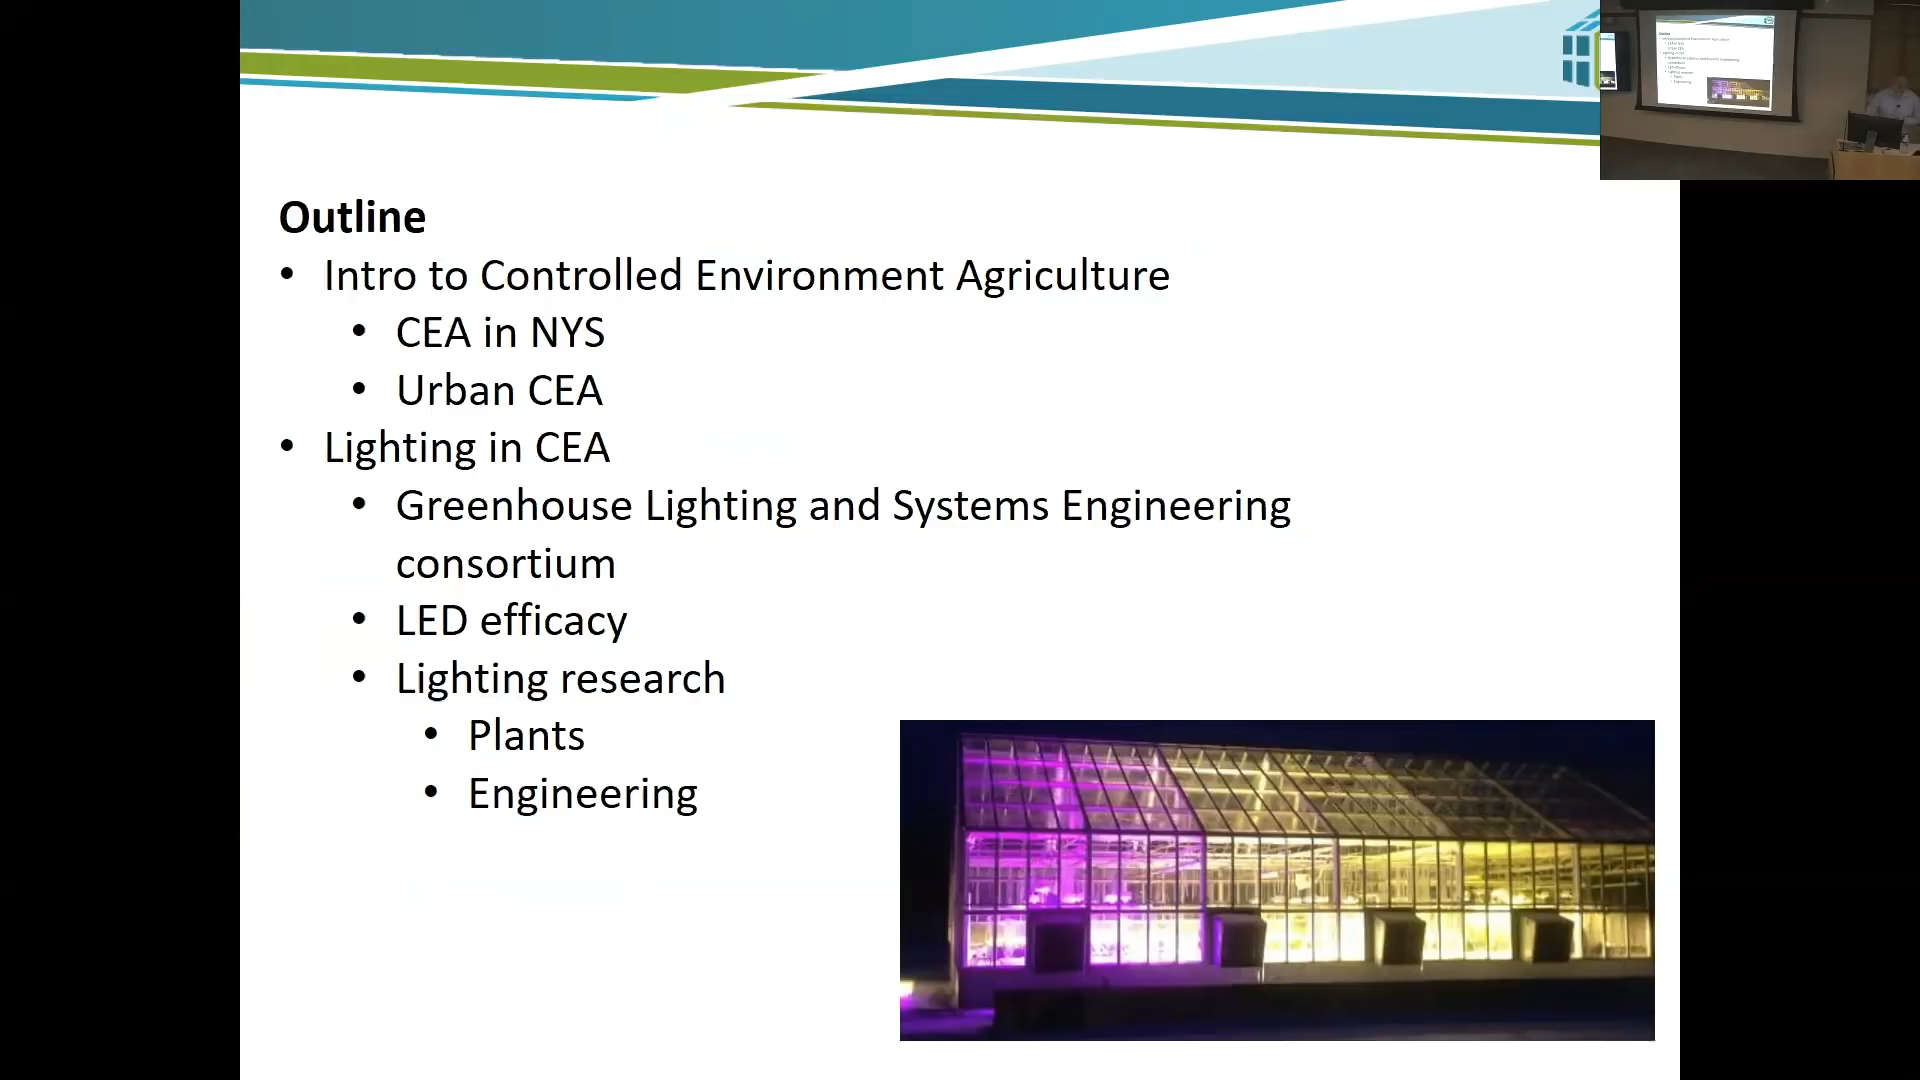 Outline
• Intro to Controlled Environment Agriculture
• CEA in NYS
• Urban CEA
• Lighting in CEA
• Greenhouse Lighting and Systems Engineering
consortium
• LED efficacy
• Lighting research
• Plants
• Engineering